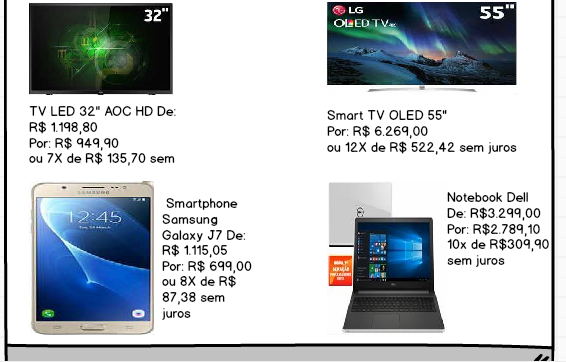 32"
TV LED 32" AOC HD De:
R$ 1.198,80
Por: R$ 949,90
ou 7X de R$ 135,70 sem
LG
OLED TV 4K
55"
Smart TV OLED 55"
Por: R$ 6.269,00
ou 12X de R$ 522,42 sem juros
SAMSUNG
12:45
Smartphone
Samsung
Galaxy J7 De:
R$ 1.115,05
Por: R$ 699,00
ou 8X de R$
87,38 sem
juros
Notebook Dell
De: R$3.299,00
Por: R$2.789,10
10x de R$309,90
sem juros